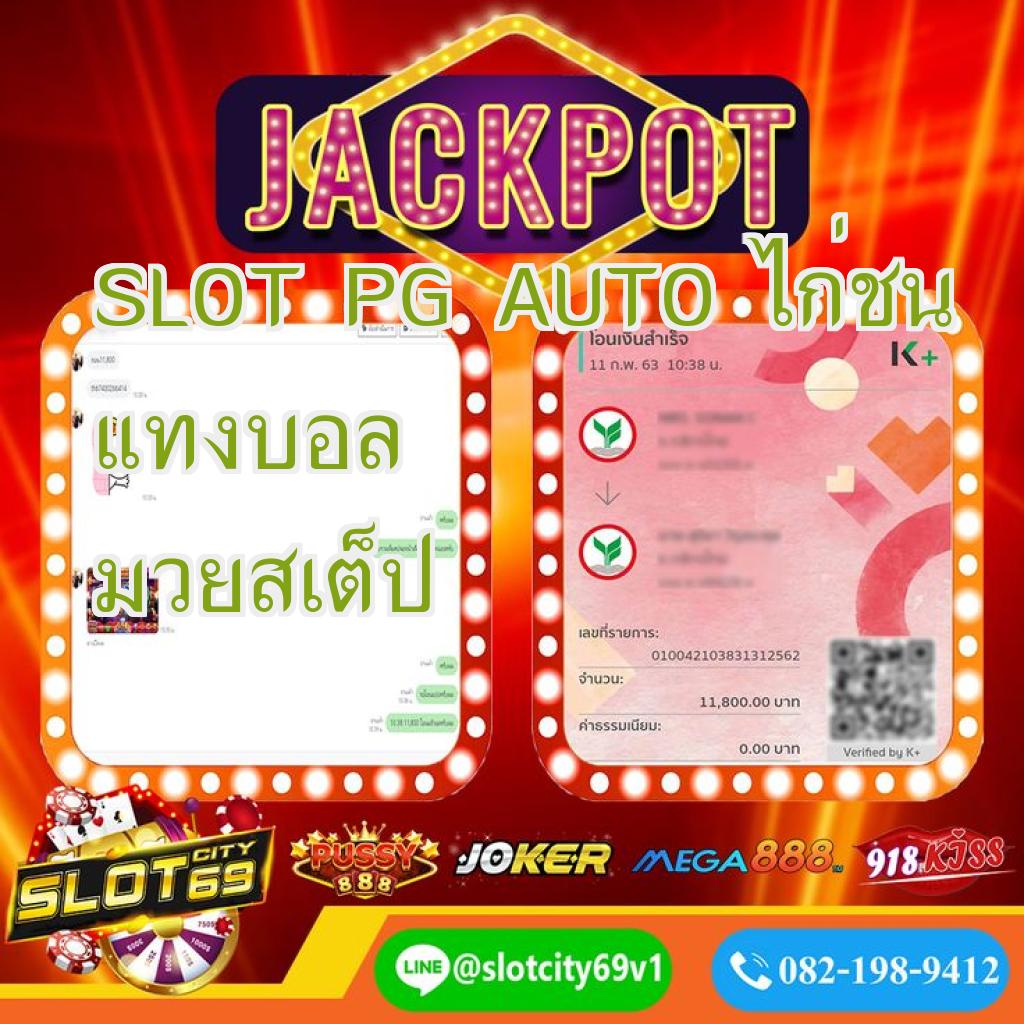 JACKPOT
SLOT PG AUTO ไก่ชน
แทงบอล
มวยสเต็ป
โอนเงินสำเร็จ
11 ก.พ. 63 10:38 น.
K+
เลขที่รายการ:
010042103831312562
จำนวน:
11,800.00 บาท
ค่าธรรมเนียม:
0.00 บาท
Verified by K+
SLOT CITY 69
PUSSY 888
JOKER
MEGA888
918KISS
LINE @slotcity69v1
082-198-9412